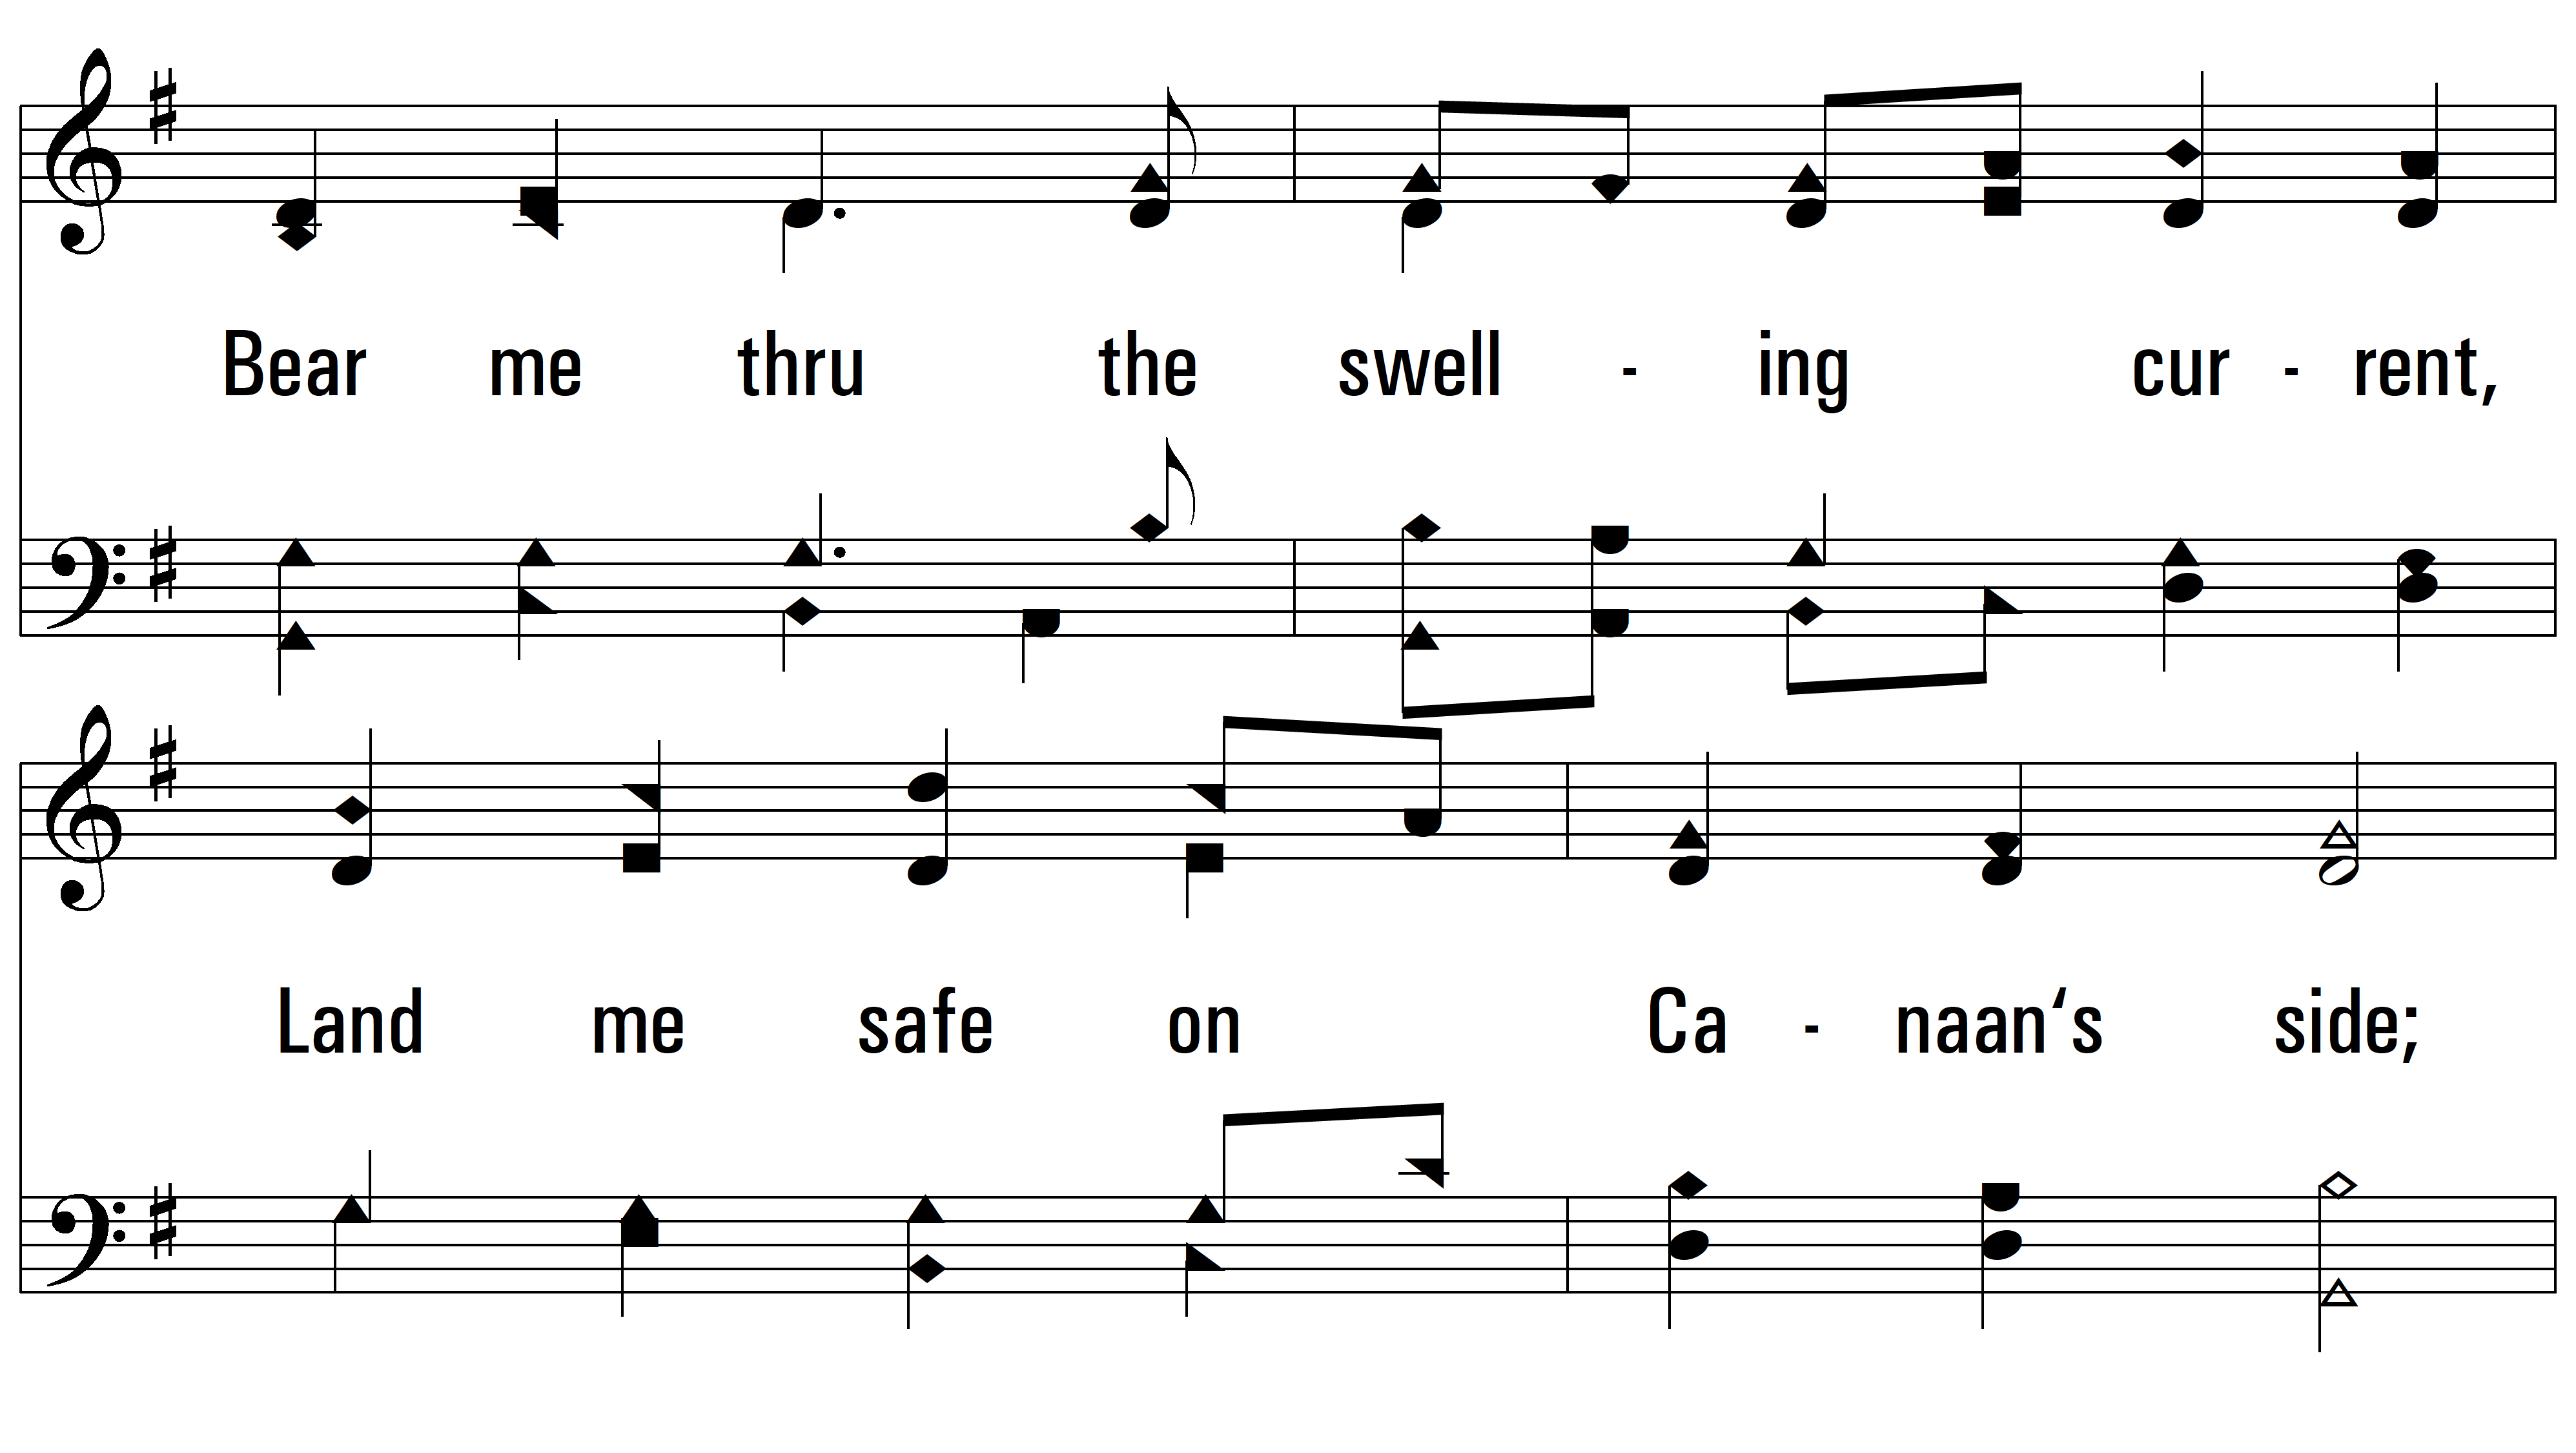 Bear me thru the swell - ing cur - rent,
Land me safe on Ca - naan‘s side;